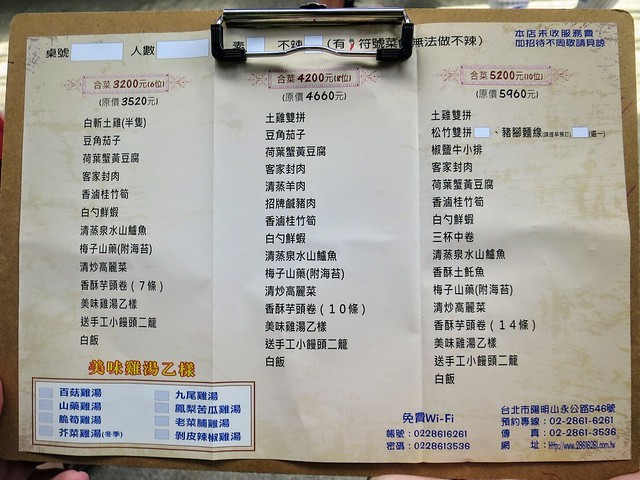 桌號 人數 素 不辣 (有 符號菜 無法做不辣)
本店未收服務費
如招待不周敬請見諒
合菜3200元(6位)
(原價3520元)
白斬土雞(半隻)
豆角茄子
荷葉蟹黃豆腐
客家封肉
香滷桂竹筍
白勺鮮蝦
清蒸泉水山鱸魚
梅子山藥(附海苔)
清炒高麗菜
香酥芋頭卷(7條)
美味雞湯乙樣
送手工小饅頭二籠
白飯
合菜4200元(8位)
(原價4660元)
土雞雙拼
豆角茄子
荷葉蟹黃豆腐
客家封肉
清蒸羊肉
招牌鹹豬肉
香滷桂竹筍
白勺鮮蝦
清蒸泉水山鱸魚
梅子山藥(附海苔)
清炒高麗菜
香酥芋頭卷(10條)
美味雞湯乙樣
送手工小饅頭二籠
白飯
合菜5200元(10位)
(原價5960元)
土雞雙拼
松竹雙拼 、豬腳麵線(請提早預訂) (選一)
椒鹽牛小排
客家封肉
荷葉蟹黃豆腐
香滷桂竹筍
白勺鮮蝦
三杯中卷
清蒸泉水山鱸魚
香酥土魠魚
梅子山藥(附海苔)
清炒高麗菜
香酥芋頭卷(14條)
美味雞湯乙樣
送手工小饅頭二籠
白飯
美味雞湯乙樣
百菇雞湯
山藥雞湯
脆筍雞湯
芥菜雞湯(冬季)
九尾雞湯
鳳梨苦瓜雞湯
老菜脯雞湯
剝皮辣椒雞湯
免費Wi-Fi
帳號:0228616261
密碼:0228613536
台北市陽明山永公路546號
預約專線:02-2861-6261
傳 真:02-2861-3536
網 址:Http://www.28616261.com.tw